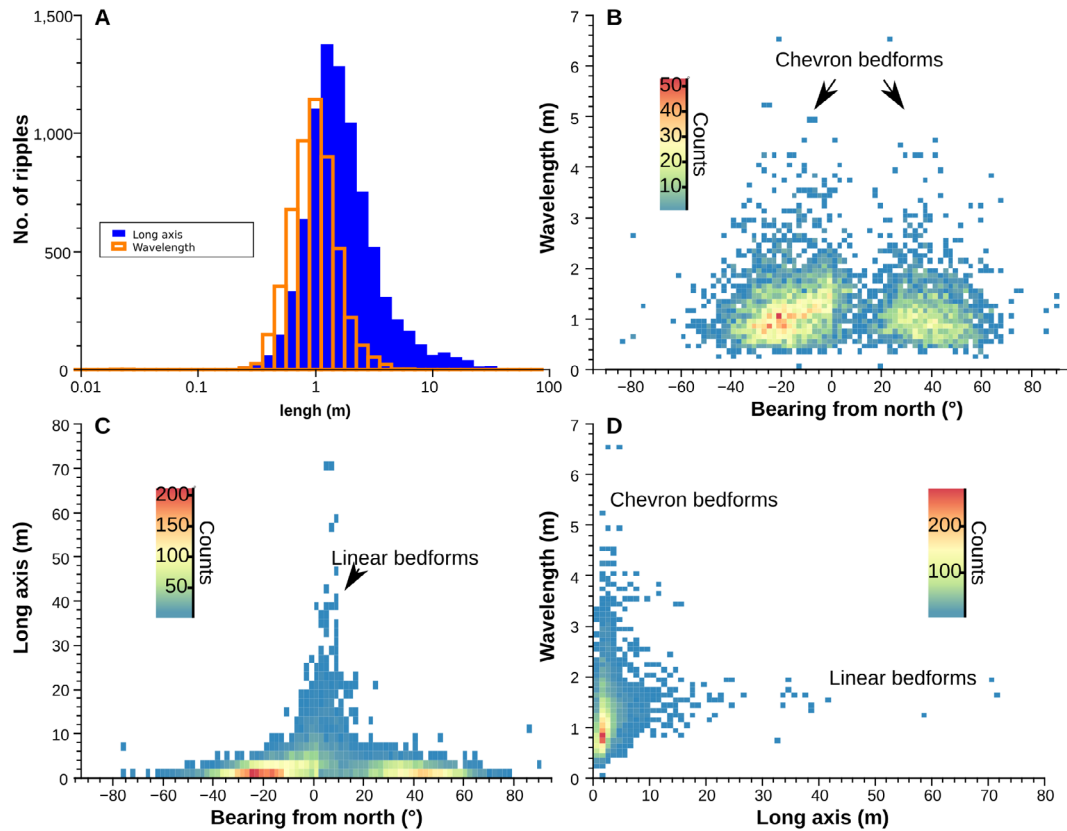 A
1,500
1,000
500
0
No. of ripples
Long axis
Wavelength
0.01 0.1 1 10 100
lengh (m)
B
7
6
5
4
3
2
1
0
Wavelength (m)
Chevron bedforms
50
40
30
20
10
Counts
−80 −60 −40 −20 0 20 40 60 80
Bearing from north (°)
C
80
70
60
50
40
30
20
10
0
Long axis (m)
200
150
100
50
Counts
Linear bedforms
−80 −60 −40 −20 0 20 40 60 80
Bearing from north (°)
D
7
6
5
4
3
2
1
0
Wavelength (m)
Chevron bedforms
200
100
Counts
Linear bedforms
0 10 20 30 40 50 60 70 80
Long axis (m)